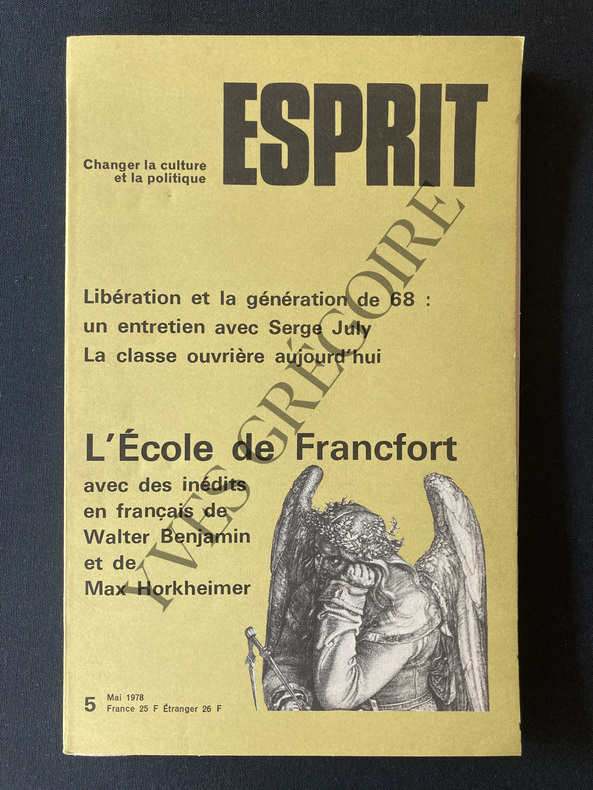 ESPRIT
Changer la culture
et la politique
Libération et la génération de 68 :
un entretien avec Serge July
La classe ouvrière aujourd'hui
L'École de Francfort
avec des inédits
en français de
Walter Benjamin
et de
Max Horkheimer
5
Mai 1978
France 25 F Étranger 26 F
YVES GRÉGOIRE